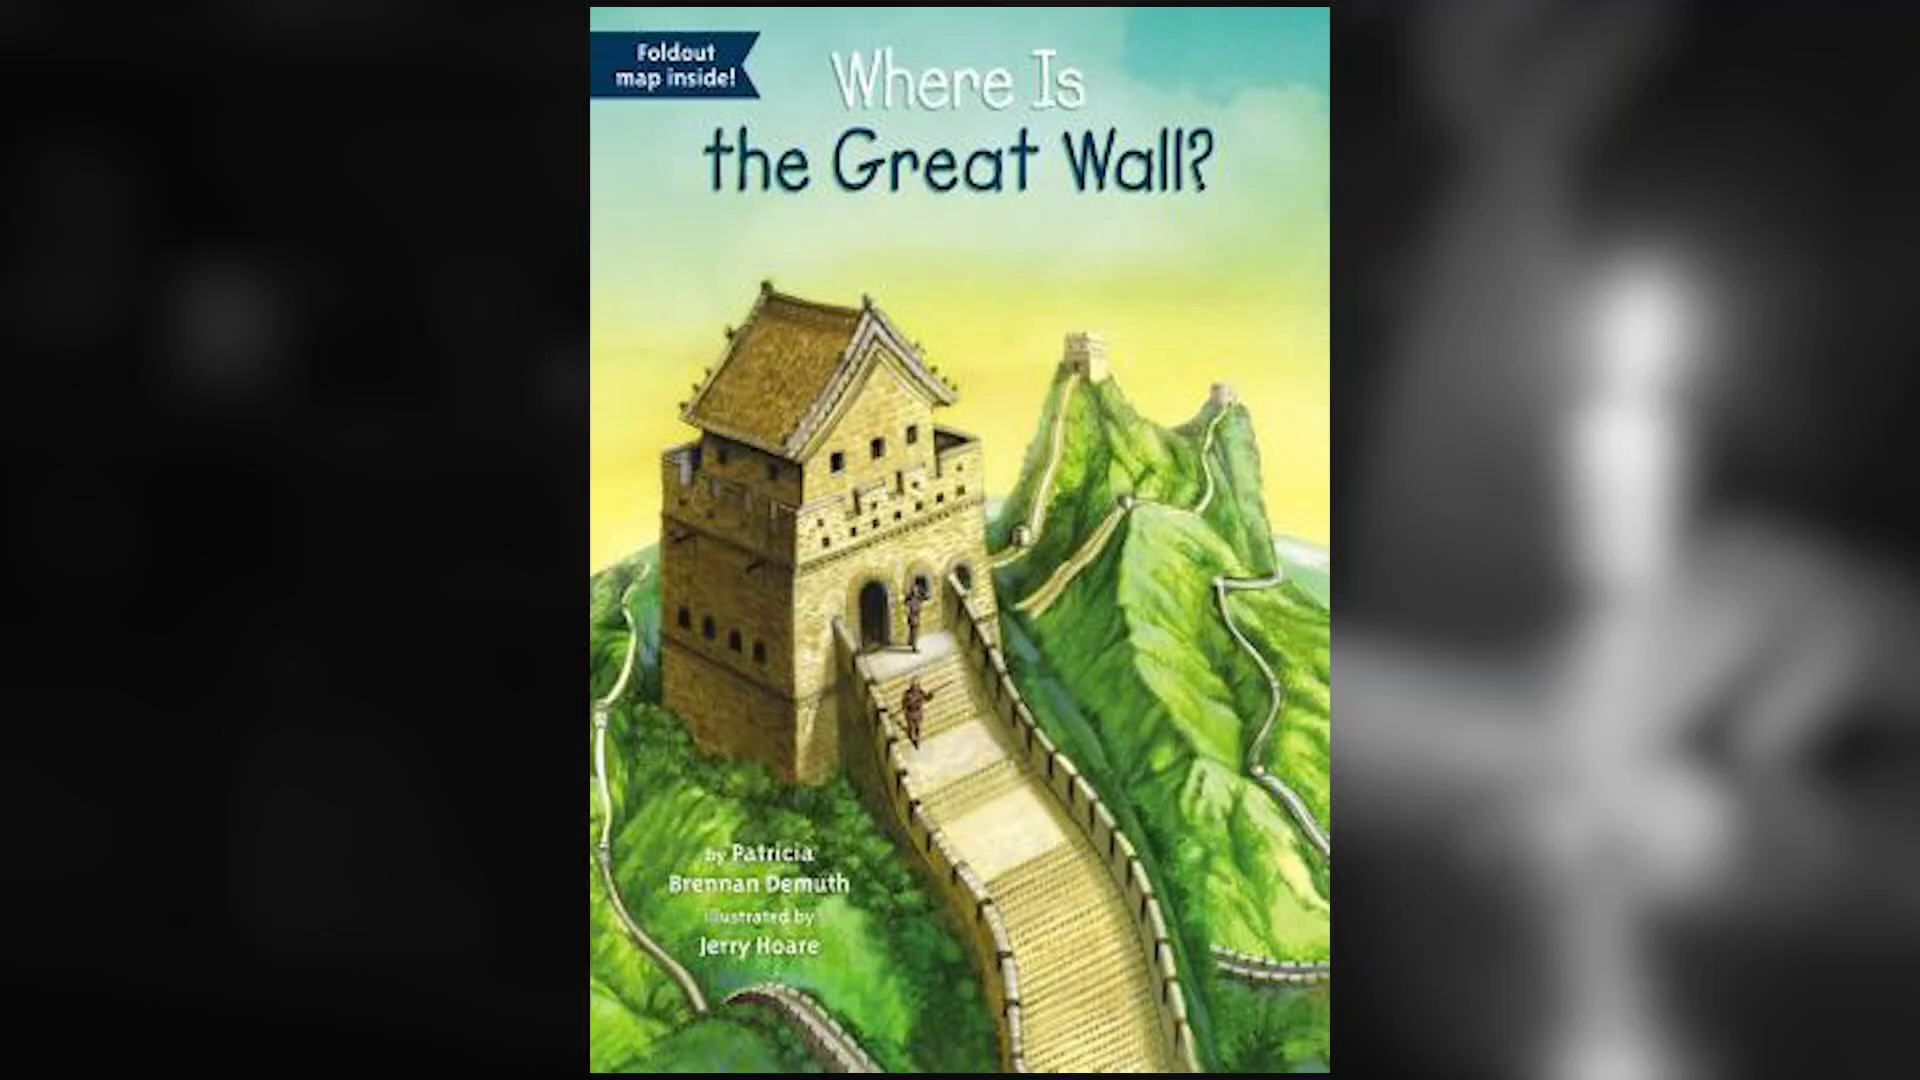 Foldout
map inside!
Where Is
the Great Wall?
by Patricia
Brennan Demuth
illustrated by
Jerry Hoare